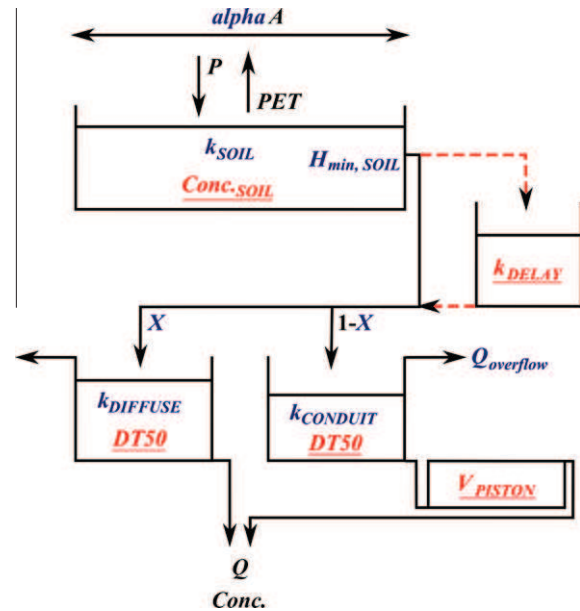 alpha A
P
PET
kSOIL
Hmin, SOIL
Conc.SOIL
kDELAY
X
1-X
Qoverflow
kDIFFUSE
kCONDUIT
DT50
DT50
VPISTON
Q
Conc.